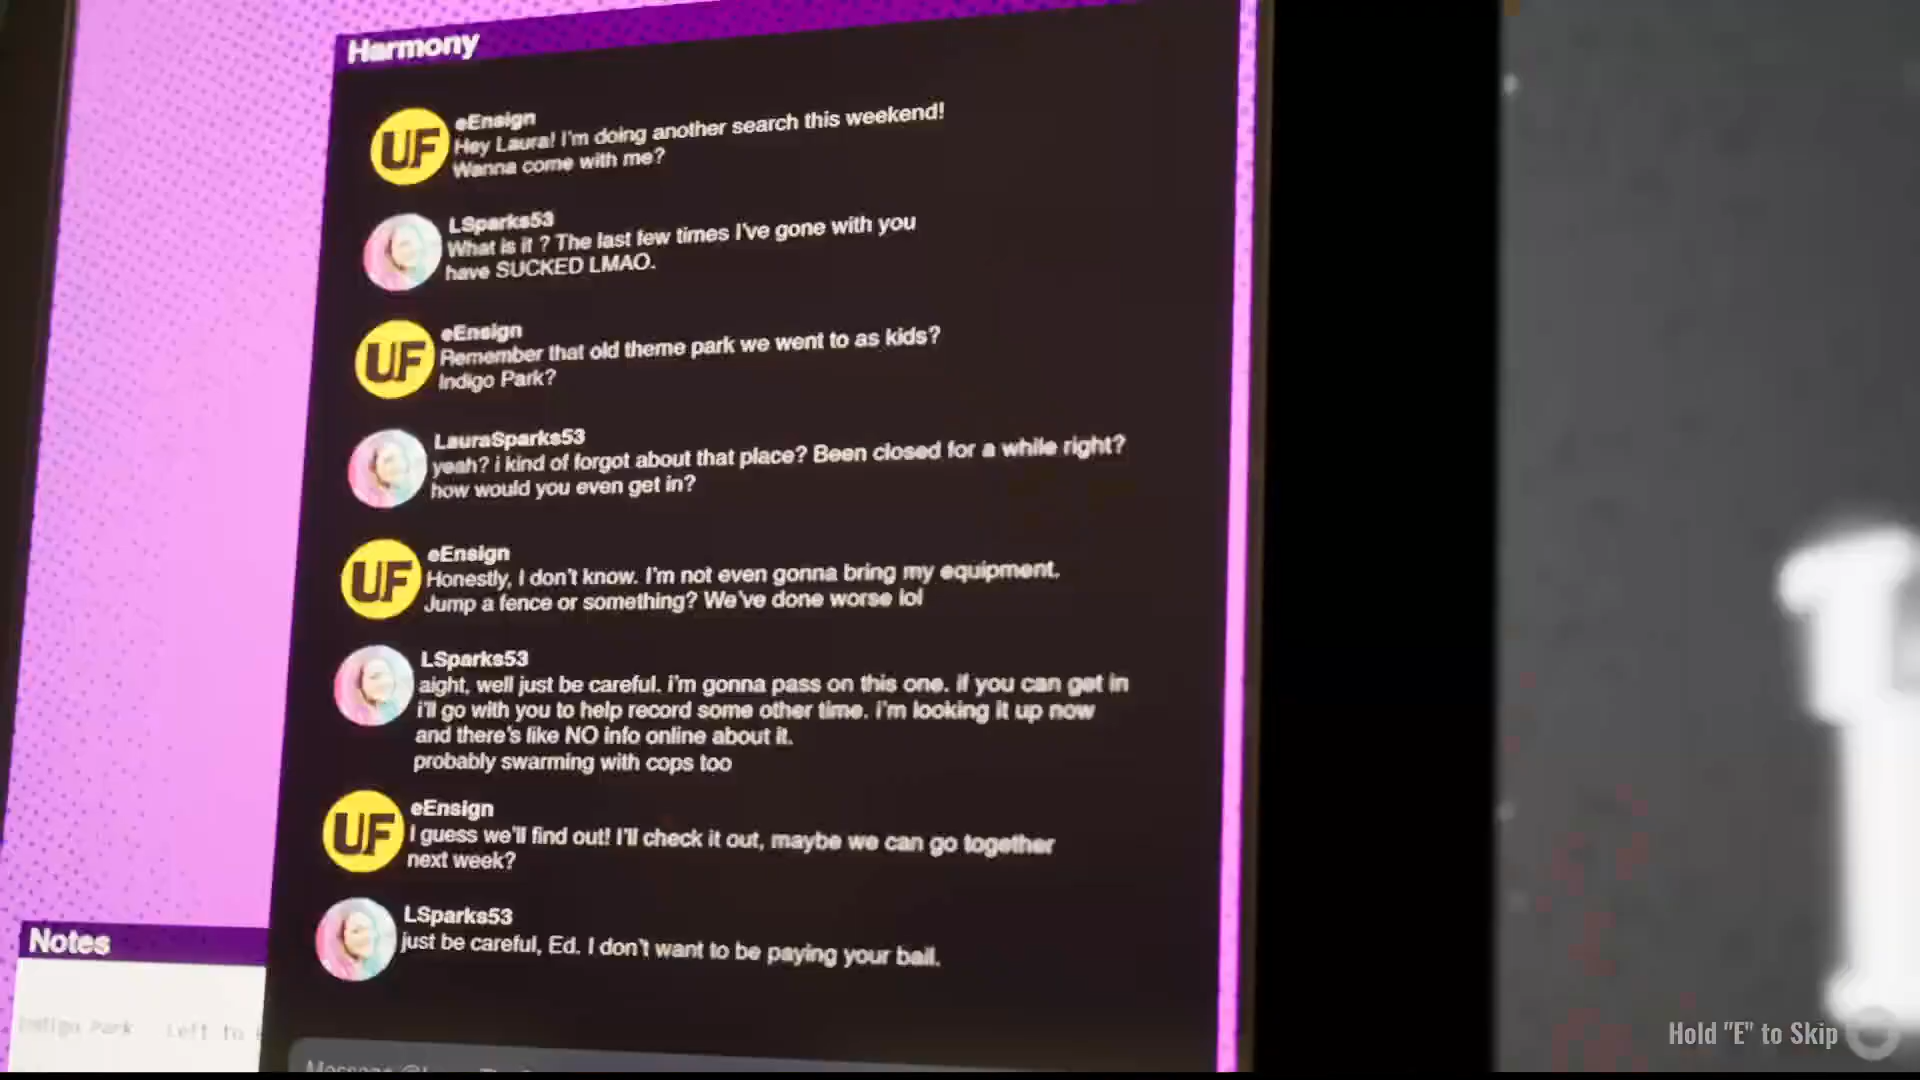 Harmony
UF
eEnsign
Hey Laura! I'm doing another search this weekend!
Wanna come with me?
LSparks53
What is it ? The last few times I've gone with you
have SUCKED LMAO.
UF
eEnsign
Remember that old theme park we went to as kids?
Indigo Park?
LauraSparks53
yeah? i kind of forgot about that place? Been closed for a while right?
how would you even get in?
UF
eEnsign
Honestly, I don't know. I'm not even gonna bring my equipment.
Jump a fence or something? We've done worse lol
LSparks53
aight, well just be careful. i'm gonna pass on this one. if you can get in
i'll go with you to help record some other time. i'm looking it up now
and there's like NO info online about it.
probably swarming with cops too
UF
eEnsign
I guess we'll find out! I'll check it out, maybe we can go together
next week?
LSparks53
just be careful, Ed. I don't want to be paying your bail.
Notes
Indigo Park Left to
Hold "E" to Skip